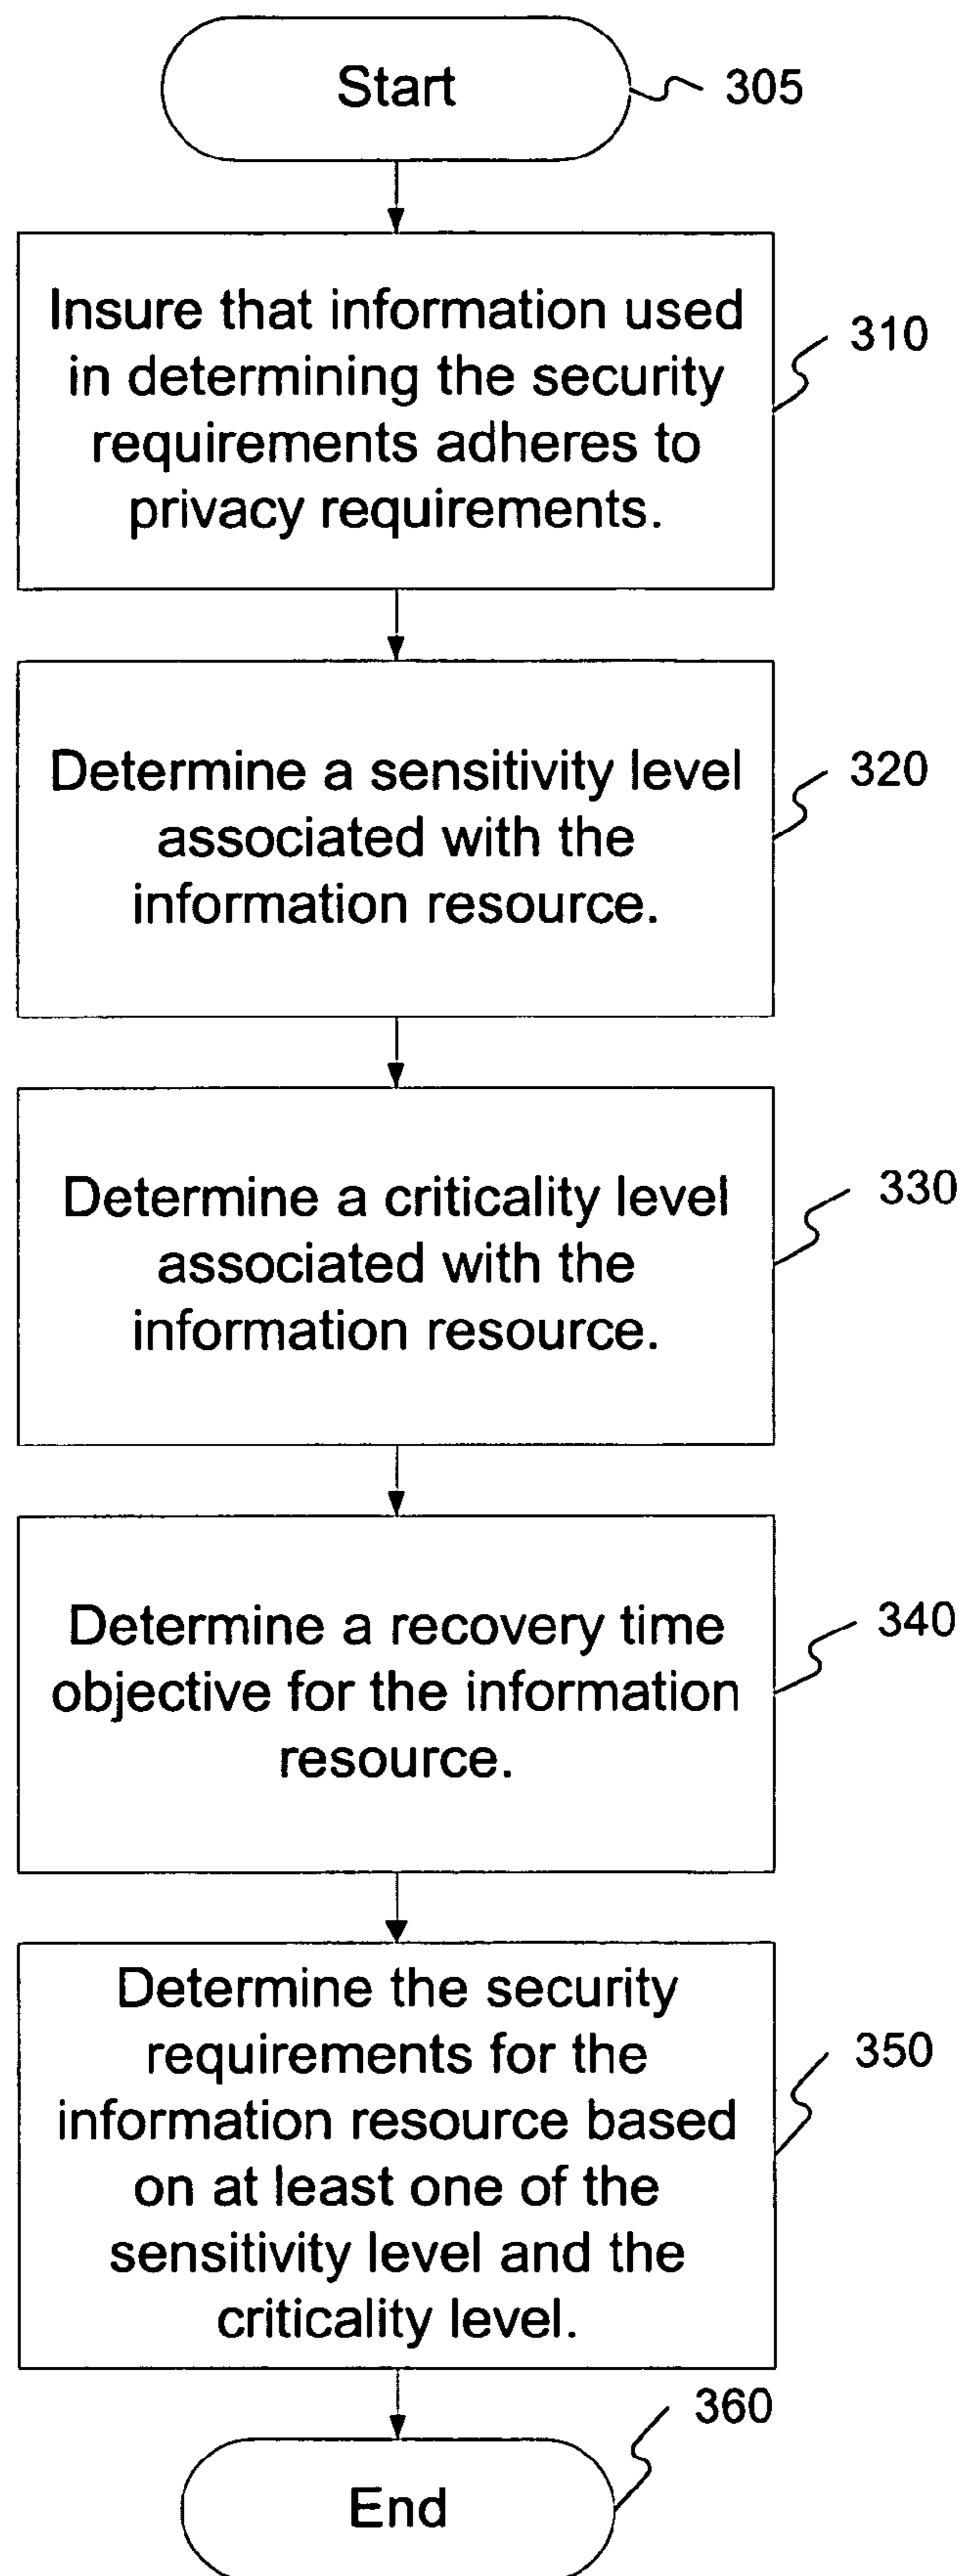 Start
305
Insure that information used
in determining the security
requirements adheres to
privacy requirements.
310
Determine a sensitivity level
associated with the
information resource.
320
Determine a criticality level
associated with the
information resource.
330
Determine a recovery time
objective for the information
resource.
340
Determine the security
requirements for the
information resource based
on at least one of the
sensitivity level and the
criticality level.
350
360
End